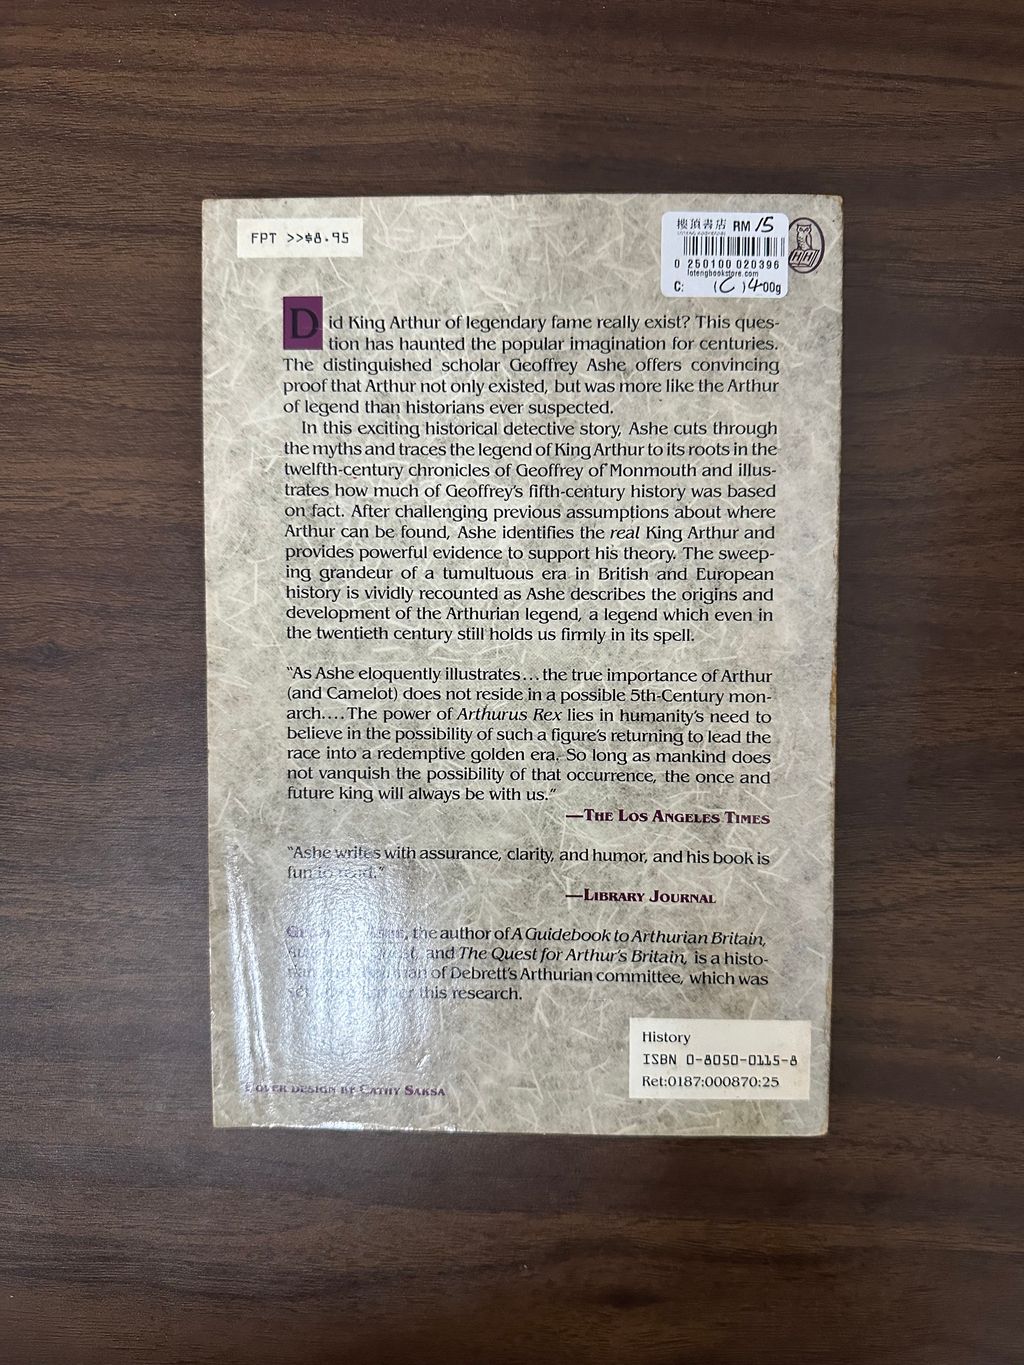 FPT >>$8.95
樓頂書店 RM 15
0 250100 020396
lotengbookstore.com
C: (C) 400g
HH
Did King Arthur of legendary fame really exist? This ques-
tion has haunted the popular imagination for centuries.
The distinguished scholar Geoffrey Ashe offers convincing
proof that Arthur not only existed, but was more like the Arthur
of legend than historians ever suspected.
In this exciting historical detective story, Ashe cuts through
the myths and traces the legend of King Arthur to its roots in the
twelfth-century chronicles of Geoffrey of Monmouth and illus-
trates how much of Geoffrey's fifth-century history was based
on fact. After challenging previous assumptions about where
Arthur can be found, Ashe identifies the real King Arthur and
provides powerful evidence to support his theory. The sweep-
ing grandeur of a tumultuous era in British and European
history is vividly recounted as Ashe describes the origins and
development of the Arthurian legend, a legend which even in
the twentieth century still holds us firmly in its spell.
"As Ashe eloquently illustrates...the true importance of Arthur
(and Camelot) does not reside in a possible 5th-Century mon-
arch....The power of Arthurus Rex lies in humanity's need to
believe in the possibility of such a figure's returning to lead the
race into a redemptive golden era. So long as mankind does
not vanquish the possibility of that occurrence, the once and
future king will always be with us."
—THE LOS ANGELES TIMES
"Ashe writes with assurance, clarity, and humor, and his book is
fun to read."
—LIBRARY JOURNAL
Ashe, the author of A Guidebook to Arthurian Britain,
and The Quest for Arthur's Britain, is a histo-
of Debrett's Arthurian committee, which was
this research.
COVER DESIGN BY CATHY SAKSA
History
ISBN 0-8050-0115-8
Ret:0187:000870:25